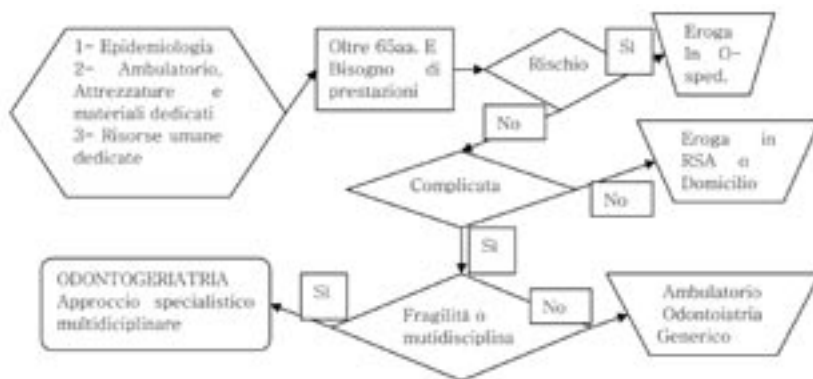 1- Epidemiologia
2- Ambulatorio,
Attrezzature e
materiali dedicati
3- Risorse umane
dedicate
Oltre 65aa. E
Bisogno di
prestazioni
Rischio
Si
Eroga
In O-
sped.
No
Complicata
No
Eroga in
RSA o
Domicilio
Si
Fragilità o
mutidisciplina
Si
ODONTOGERIATRIA
Approccio specialistico
multidiciplinare
No
Ambulatorio
Odontoiatria
Generico